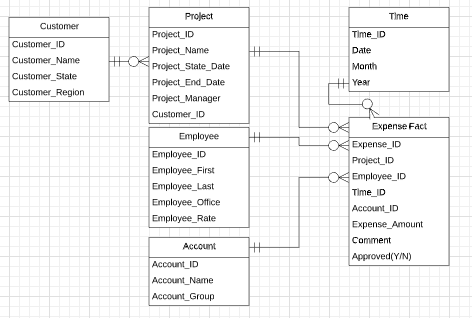 Customer
Customer_ID
Customer_Name
Customer_State
Customer_Region
Project
Project_ID
Project_Name
Project_State_Date
Project_End_Date
Project_Manager
Customer_ID
Employee
Employee_ID
Employee_First
Employee_Last
Employee_Office
Employee_Rate
Account
Account_ID
Account_Name
Account_Group
Time
Time_ID
Date
Month
Year
Expense Fact
Expense_ID
Project_ID
Employee_ID
Time_ID
Account_ID
Expense_Amount
Comment
Approved(Y/N)